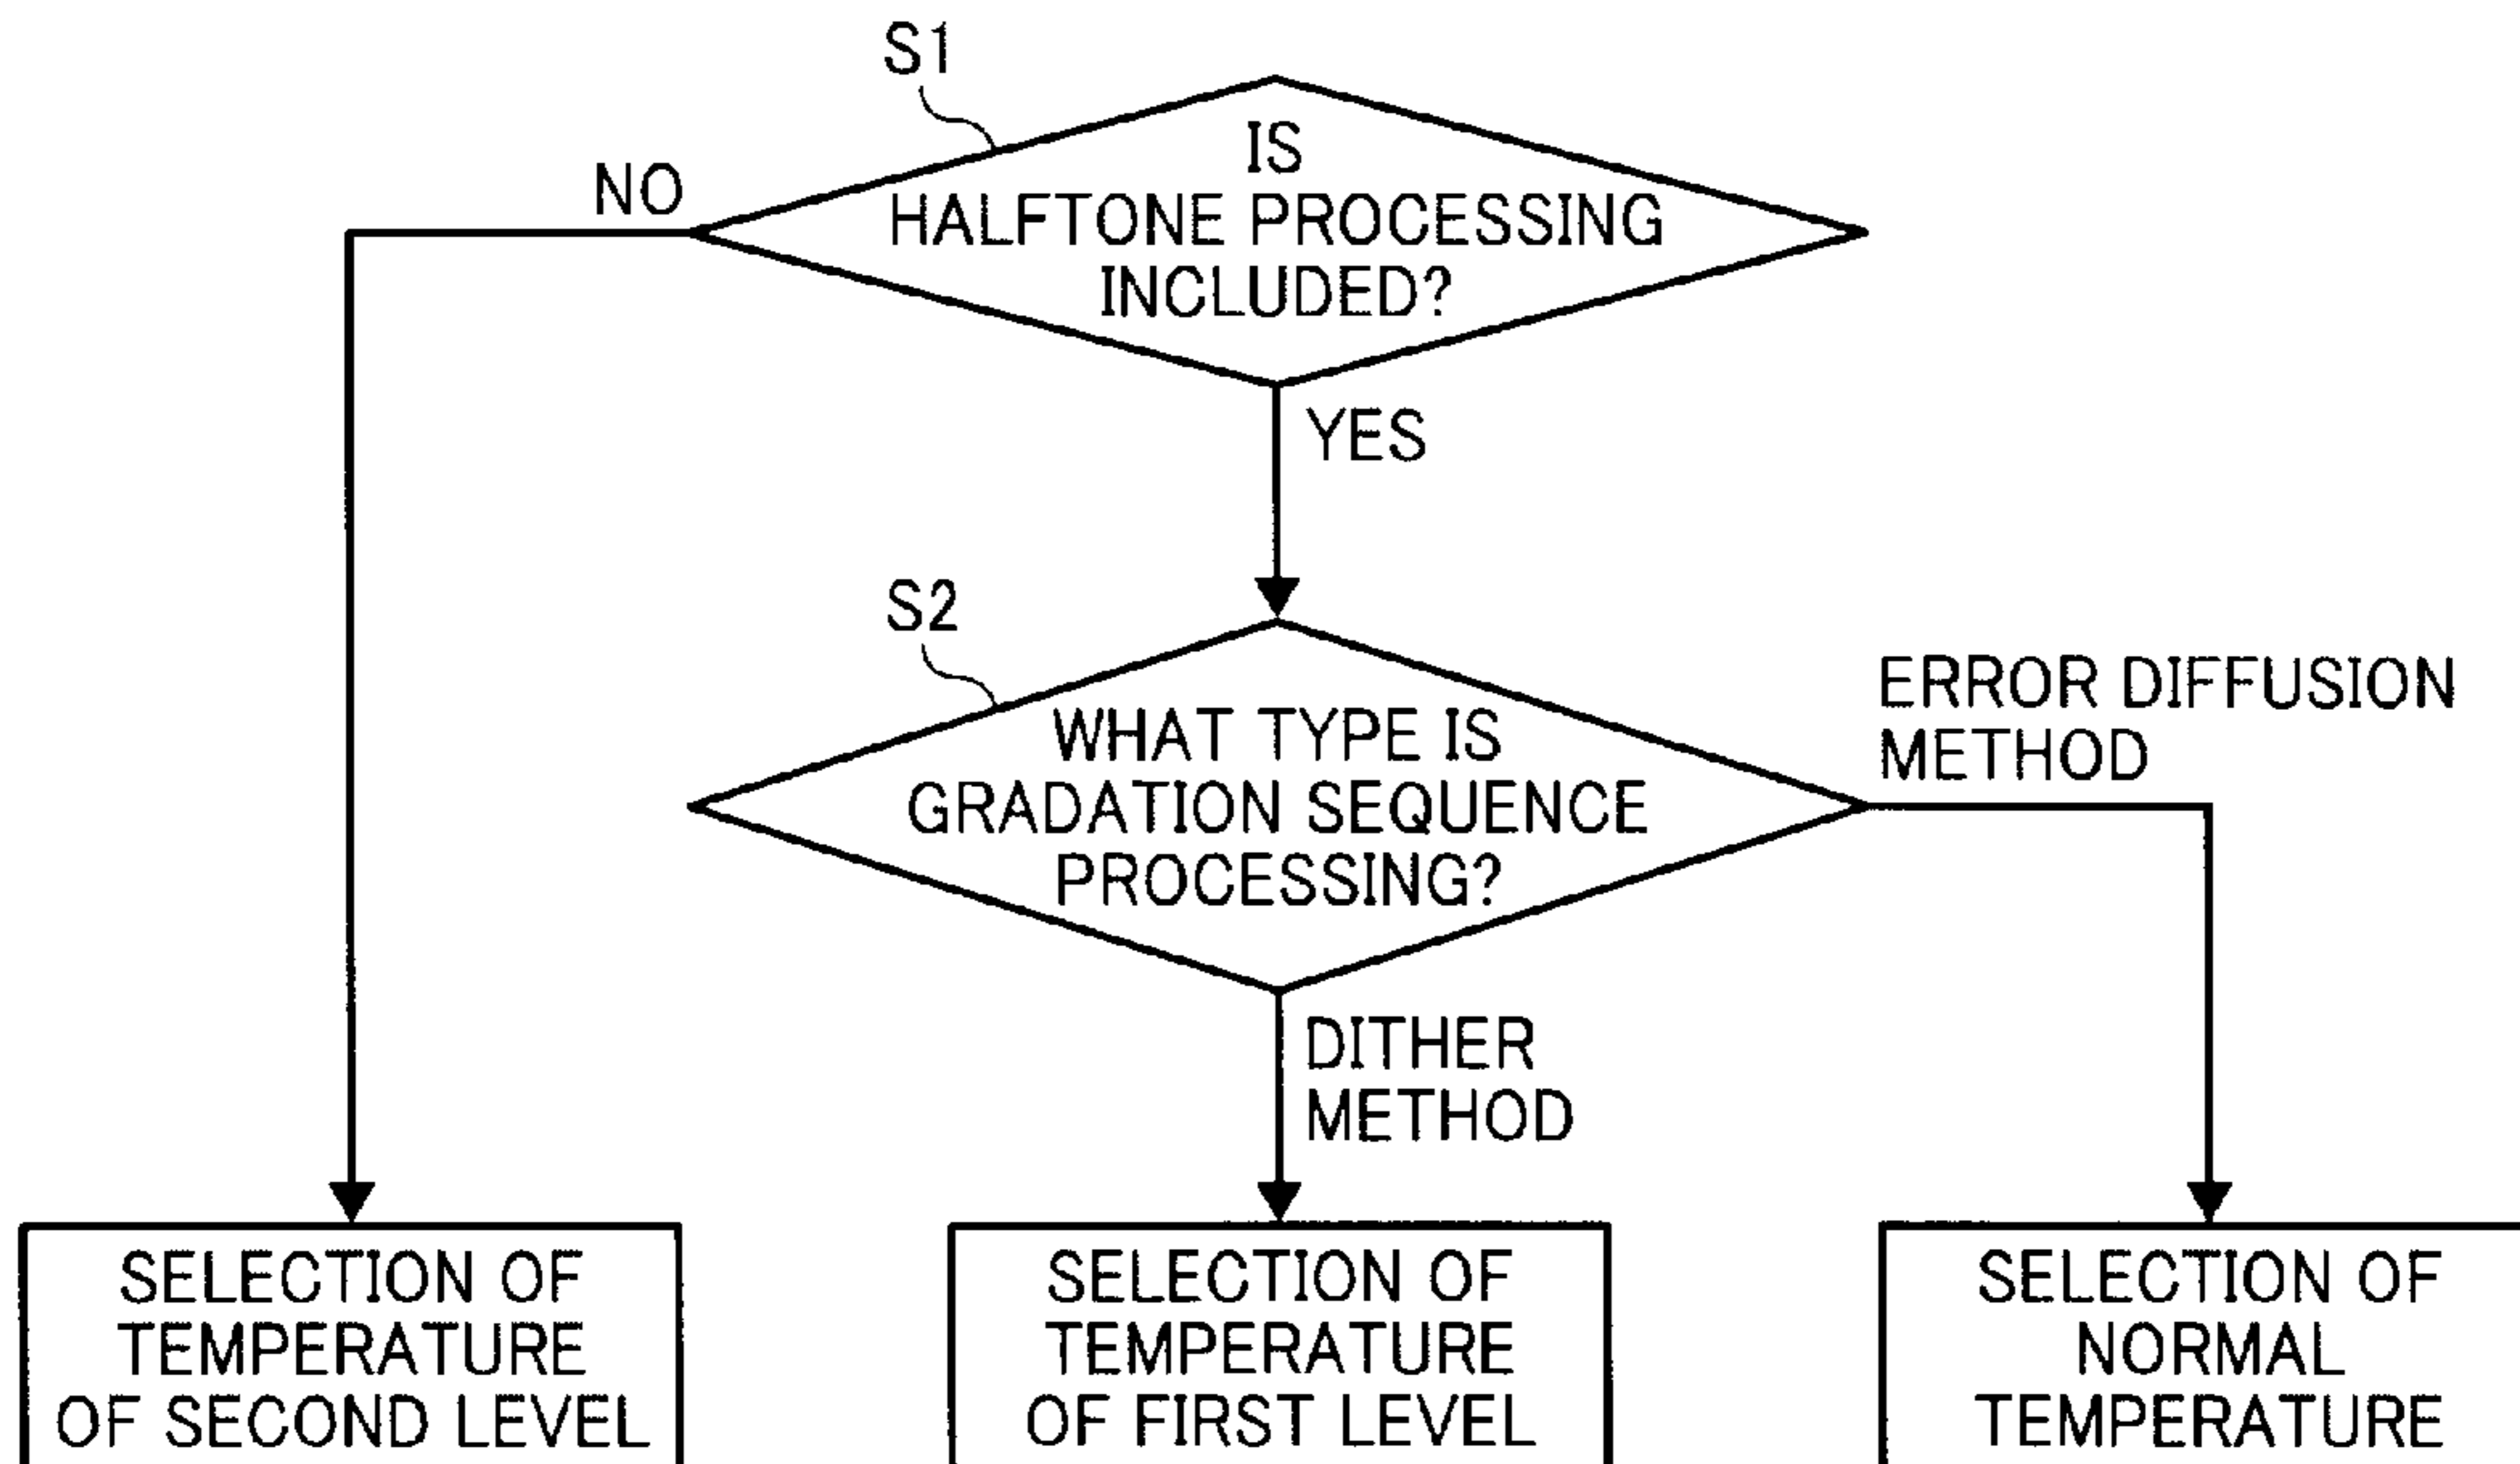 S1
IS
HALFTONE PROCESSING
INCLUDED?
NO
YES
S2
WHAT TYPE IS
GRADATION SEQUENCE
PROCESSING?
ERROR DIFFUSION
METHOD
DITHER
METHOD
SELECTION OF
TEMPERATURE
OF SECOND LEVEL
SELECTION OF
TEMPERATURE
OF FIRST LEVEL
SELECTION OF
NORMAL
TEMPERATURE